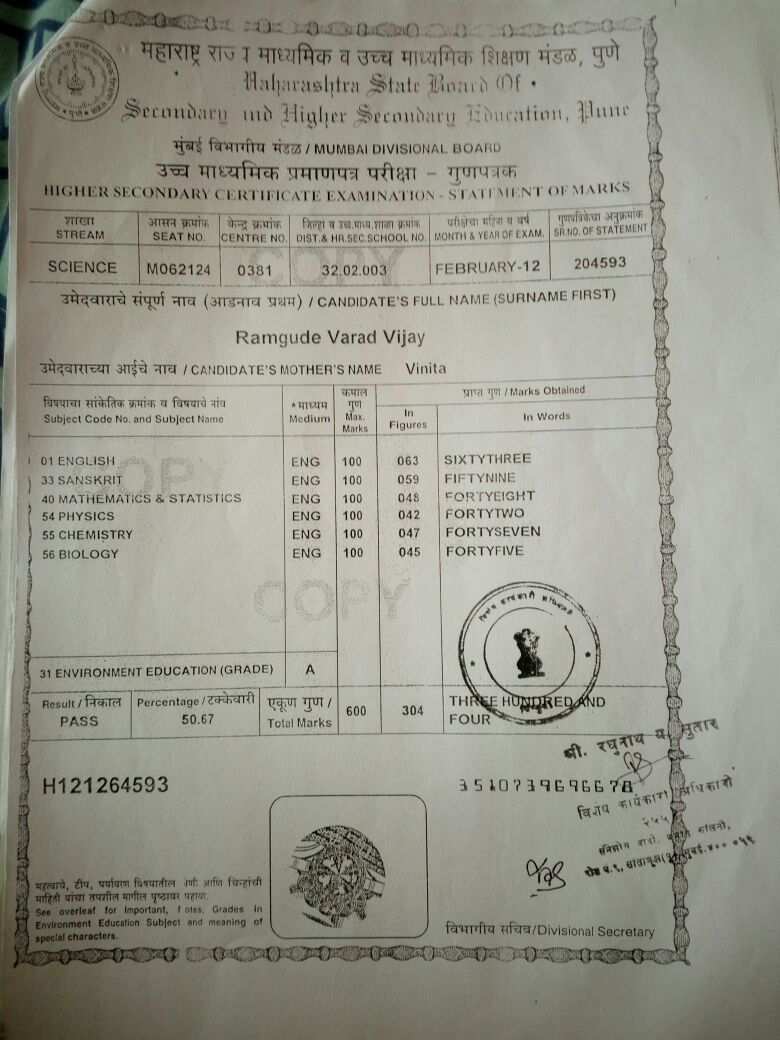 महाराष्ट्र राज्य माध्यमिक व उच्च माध्यमिक शिक्षण मंडळ, पुणे
Maharashtra State Board Of
Secondary and Higher Secondary Education, Pune
मुंबई विभागीय मंडळ / MUMBAI DIVISIONAL BOARD
उच्च माध्यमिक प्रमाणपत्र परीक्षा – गुणपत्रक
HIGHER SECONDARY CERTIFICATE EXAMINATION - STATEMENT OF MARKS
शाखा आसन क्रमांक केन्द्र क्रमांक जिल्हा व उच्च.माध्य.शाळा क्रमांक परीक्षेचा महिना व वर्ष गुणपत्रिकेचा अनुक्रमांक
STREAM SEAT NO. CENTRE NO. DIST.& HR.SEC.SCHOOL NO. MONTH & YEAR OF EXAM. SR.NO. OF STATEMENT
SCIENCE M062124 0381 32.02.003 FEBRUARY-12 204593
COPY
उमेदवाराचे संपूर्ण नाव (आडनाव प्रथम) / CANDIDATE'S FULL NAME (SURNAME FIRST)
Ramgude Varad Vijay
उमेदवाराच्या आईचे नाव / CANDIDATE'S MOTHER'S NAME Vinita
विषयाचा सांकेतिक क्रमांक व विषयाचे नांव
Subject Code No. and Subject Name
*माध्यम
Medium
कमाल
गुण
Max.
Marks
प्राप्त गुण / Marks Obtained
In
Figures
In Words
01 ENGLISH ENG 100 063 SIXTYTHREE
33 SANSKRIT ENG 100 059 FIFTYNINE
40 MATHEMATICS & STATISTICS ENG 100 048 FORTYEIGHT
54 PHYSICS ENG 100 042 FORTYTWO
55 CHEMISTRY ENG 100 047 FORTYSEVEN
56 BIOLOGY ENG 100 045 FORTYFIVE
COPY
COPY
31 ENVIRONMENT EDUCATION (GRADE) A
Result / निकाल
PASS
Percentage / टक्केवारी
50.67
एकूण गुण /
Total Marks
600 304 THREE HUNDRED AND
FOUR
श्री. रघुनाथ य. सुतार
H121264593
3510739696678
विशेष कार्यकारी अधिकारी
महत्वाचे, टीप, पर्यावरण विषयातील श्रेणी आणि चिन्हांची
माहिती यांचा तपशील मागील पृष्ठावर पहावा.
See overleaf for Important, Notes, Grades in
Environment Education Subject and meaning of
special characters.
विभागीय सचिव/Divisional Secretary